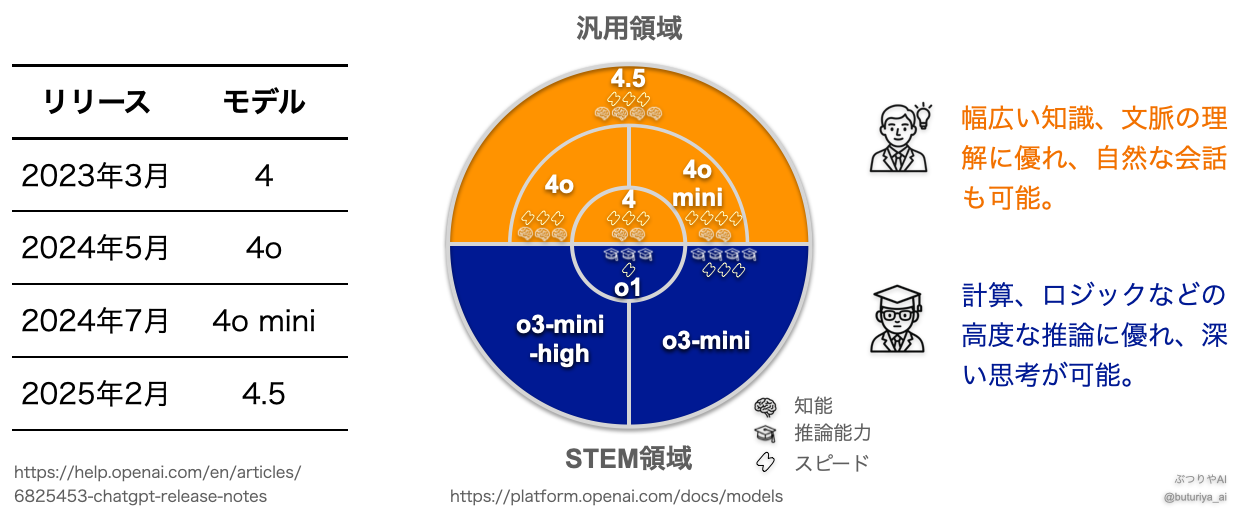 汎用領域
リリース モデル
2023年3月 4
2024年5月 4o
2024年7月 4o mini
2025年2月 4.5
https://help.openai.com/en/articles/
6825453-chatgpt-release-notes
4.5
4o
4o
mini
4
o1
o3-mini
-high
o3-mini
STEM領域
知能
推論能力
スピード
https://platform.openai.com/docs/models
幅広い知識、文脈の理
解に優れ、自然な会話
も可能。
計算、ロジックなどの
高度な推論に優れ、深
い思考が可能。
ぶつりやAI
@buturiya_ai